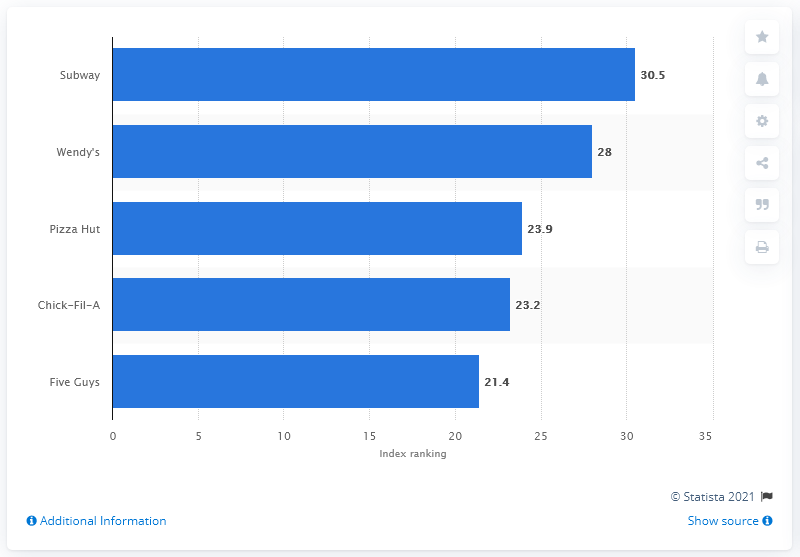 Subway 30.5
Wendy's 28
Pizza Hut 23.9
Chick-Fil-A 23.2
Five Guys 21.4
0 5 10 15 20 25 30 35
Index ranking
© Statista 2021
Additional Information Show source